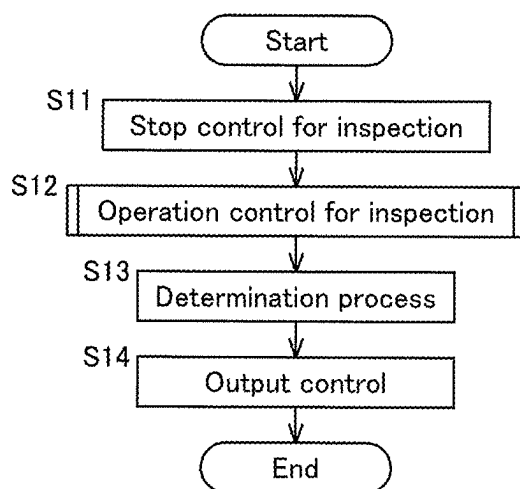 Start
S11
Stop control for inspection
S12
Operation control for inspection
S13
Determination process
S14
Output control
End